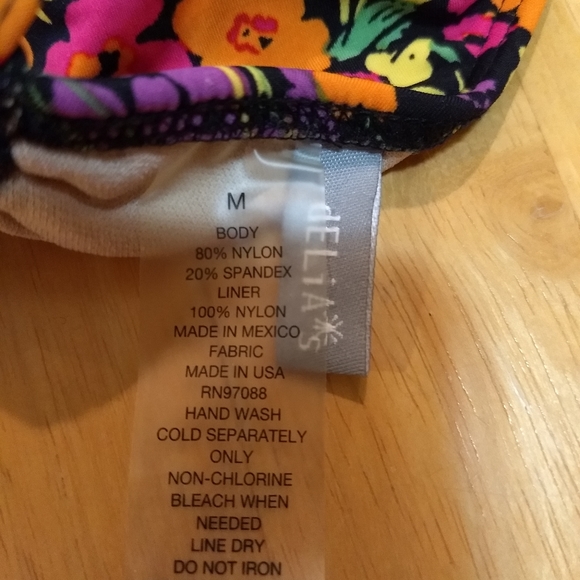 M
BODY
80% NYLON
20% SPANDEX
LINER
100% NYLON
MADE IN MEXICO
FABRIC
MADE IN USA
RN97088
HAND WASH
COLD SEPARATELY
ONLY
NON-CHLORINE
BLEACH WHEN
NEEDED
LINE DRY
DO NOT IRON
dELiA*s